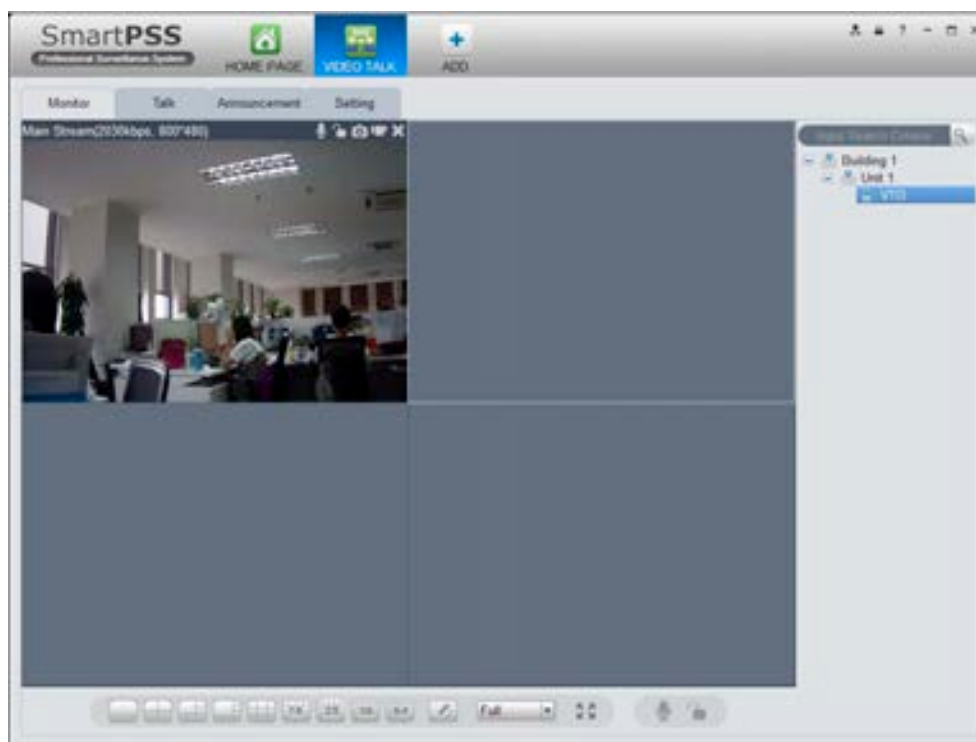 SmartPSS
Professional Surveillance System
HOME PAGE
VIDEO TALK
ADD
Monitor
Talk
Announcement
Setting
Main Stream(2030kbps, 800*480)
Building 1
Unit 1
VTO
Full